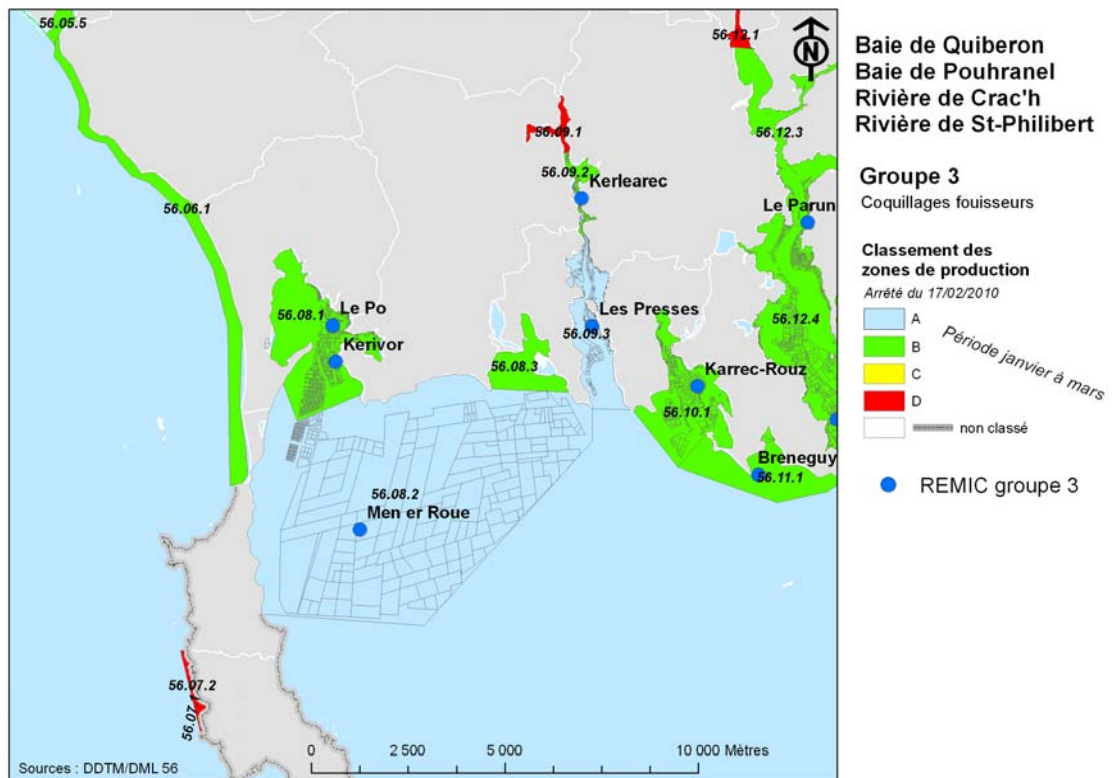 56.05.5
56.12.1
N
Baie de Quiberon
Baie de Pouhranel
Rivière de Crac'h
Rivière de St-Philibert
56.09.1
56.12.3
56.09.2
Kerlearec
Groupe 3
Coquillages fouisseurs
56.06.1
Le Parun
Classement des
zones de production
Arrêté du 17/02/2010
A
B
C
D
non classé
Période janvier à mars
REMIC groupe 3
56.08.1
Le Po
Kerivor
Les Presses
56.09.3
56.12.4
56.08.3
Karrec-Rouz
56.10.1
Breneguy
56.11.1
56.08.2
Men er Roue
56.07.2
56.07
0 2 500 5 000 10 000 Mètres
Sources : DDTM/DML 56